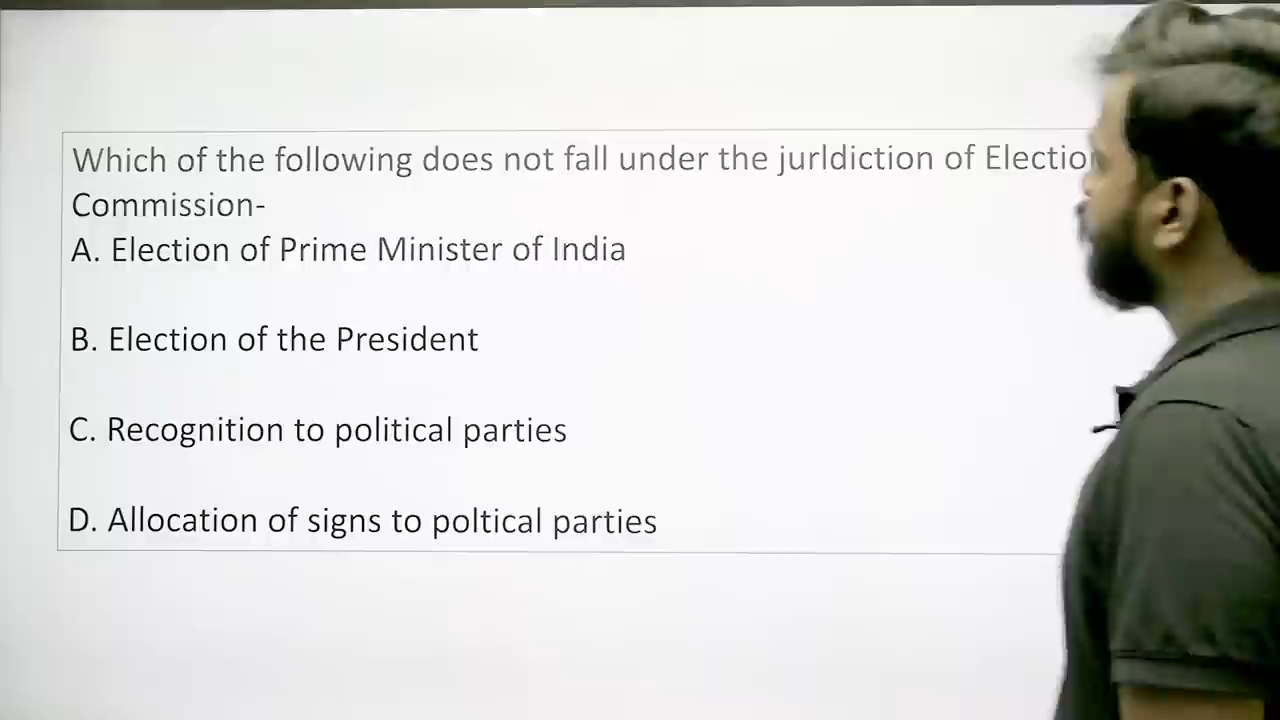 Which of the following does not fall under the jurldiction of Election
Commission-
A. Election of Prime Minister of India
B. Election of the President
C. Recognition to political parties
D. Allocation of signs to poltical parties